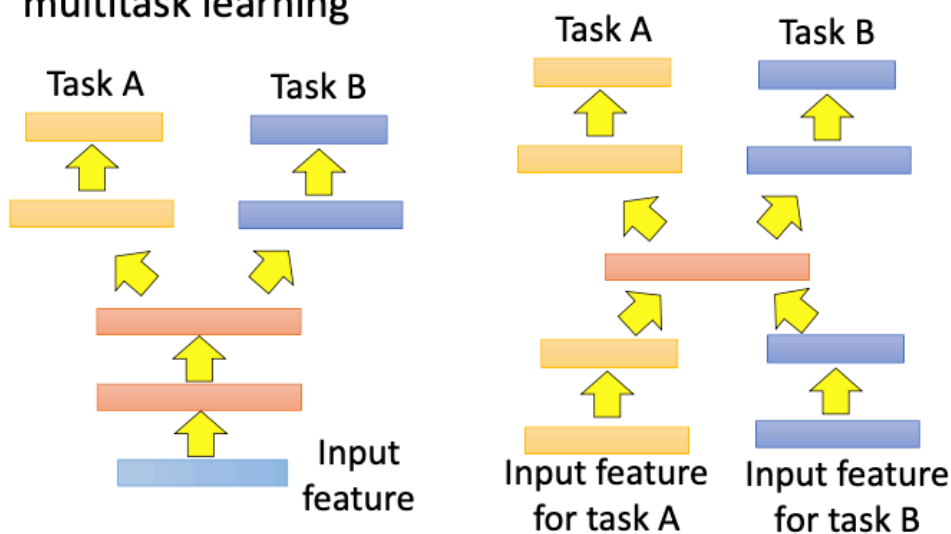 multitask learning
Task A
Task B
Input
feature
Task A
Task B
Input feature
for task A
Input feature
for task B